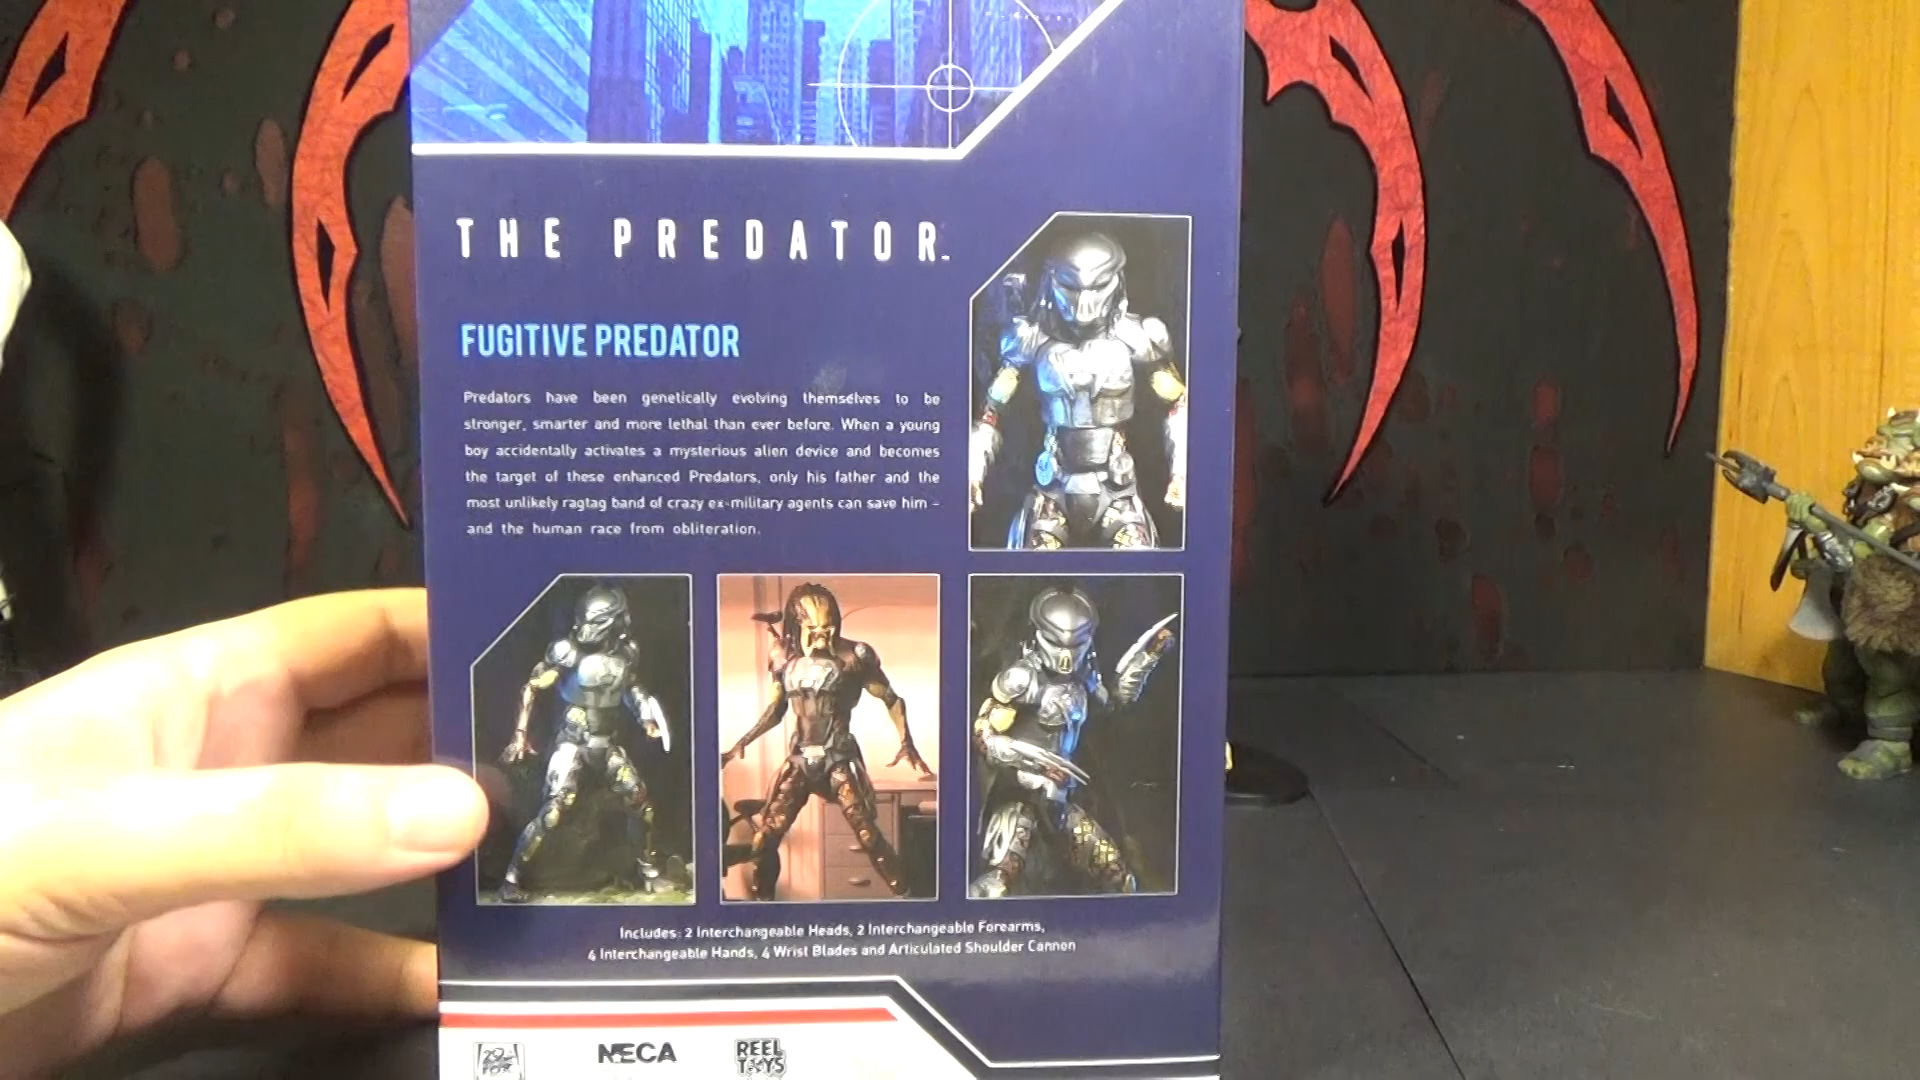 THE PREDATOR™
FUGITIVE PREDATOR
Predators have been genetically evolving themselves to be
stronger, smarter and more lethal than ever before. When a young
boy accidentally activates a mysterious alien device and becomes
the target of these enhanced Predators, only his father and the
most unlikely ragtag band of crazy ex-military agents can save him –
and the human race from obliteration.
Includes: 2 Interchangeable Heads, 2 Interchangeable Forearms,
4 Interchangeable Hands, 4 Wrist Blades and Articulated Shoulder Cannon
20th
FOX
NECA
REEL
TOYS